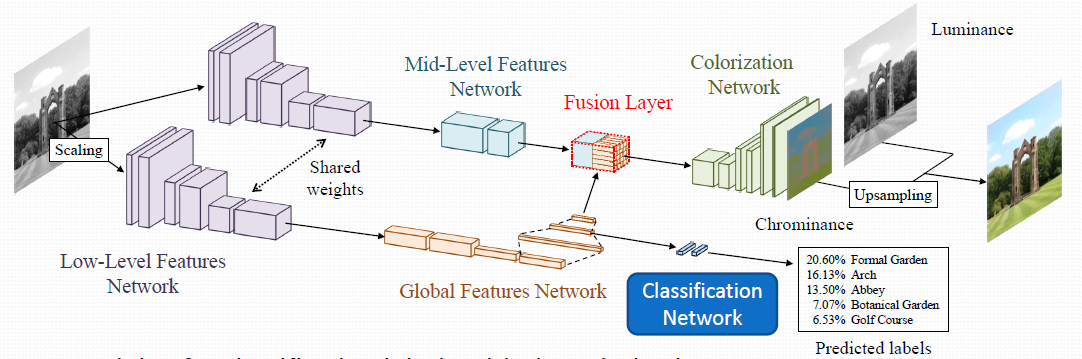 Luminance
Mid-Level Features
Network
Colorization
Network
Fusion Layer
Scaling
Shared
weights
Upsampling
Chrominance
Low-Level Features
Network
Global Features Network
Classification
Network
20.60% Formal Garden
16.13% Arch
13.50% Abbey
7.07% Botanical Garden
6.53% Golf Course
Predicted labels